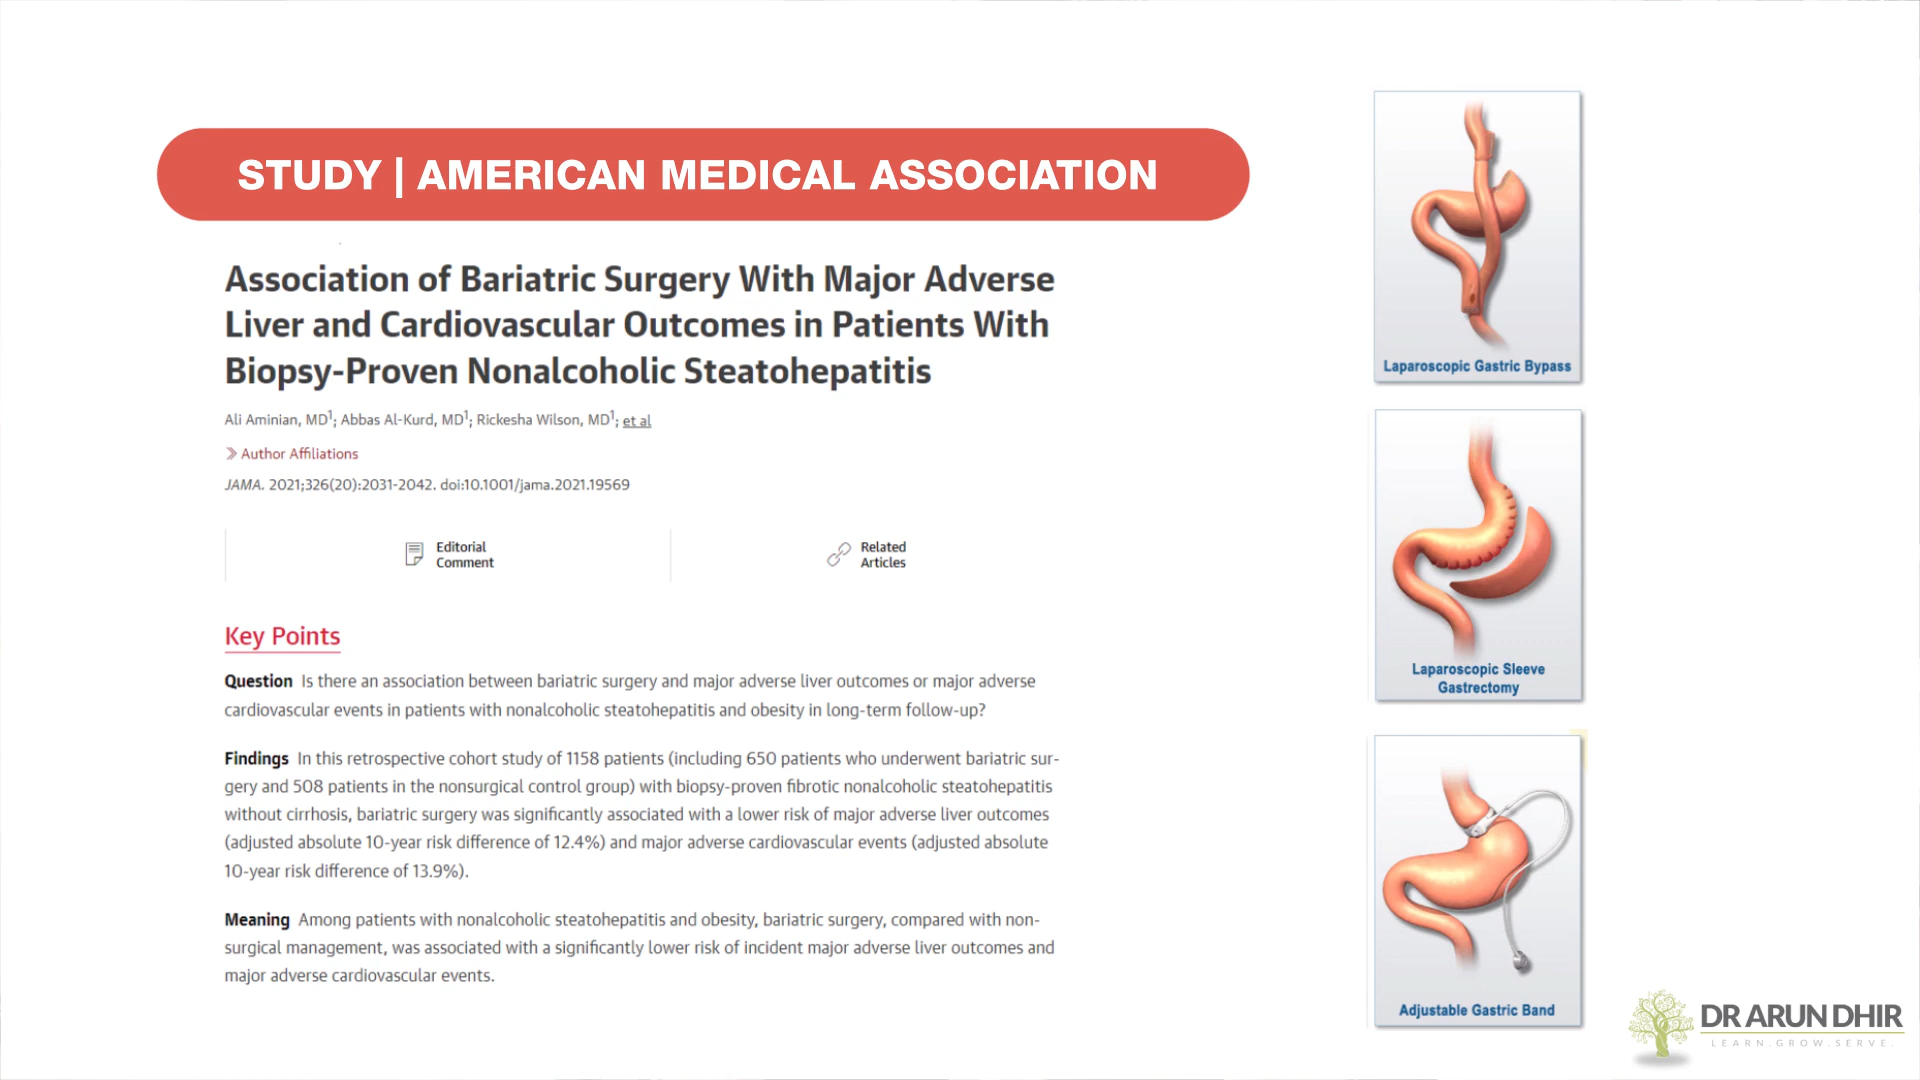 STUDY | AMERICAN MEDICAL ASSOCIATION
Association of Bariatric Surgery With Major Adverse
Liver and Cardiovascular Outcomes in Patients With
Biopsy-Proven Nonalcoholic Steatohepatitis
Ali Aminian, MD1; Abbas Al-Kurd, MD1; Rickesha Wilson, MD1; et al
Author Affiliations
JAMA. 2021;326(20):2031-2042. doi:10.1001/jama.2021.19569
Editorial
Comment
Related
Articles
Key Points
Question Is there an association between bariatric surgery and major adverse liver outcomes or major adverse
cardiovascular events in patients with nonalcoholic steatohepatitis and obesity in long-term follow-up?
Findings In this retrospective cohort study of 1158 patients (including 650 patients who underwent bariatric sur-
gery and 508 patients in the nonsurgical control group) with biopsy-proven fibrotic nonalcoholic steatohepatitis
without cirrhosis, bariatric surgery was significantly associated with a lower risk of major adverse liver outcomes
(adjusted absolute 10-year risk difference of 12.4%) and major adverse cardiovascular events (adjusted absolute
10-year risk difference of 13.9%).
Meaning Among patients with nonalcoholic steatohepatitis and obesity, bariatric surgery, compared with non-
surgical management, was associated with a significantly lower risk of incident major adverse liver outcomes and
major adverse cardiovascular events.
Laparoscopic Gastric Bypass
Laparoscopic Sleeve
Gastrectomy
Adjustable Gastric Band
DR ARUN DHIR
LEARN.GROW.SERVE.